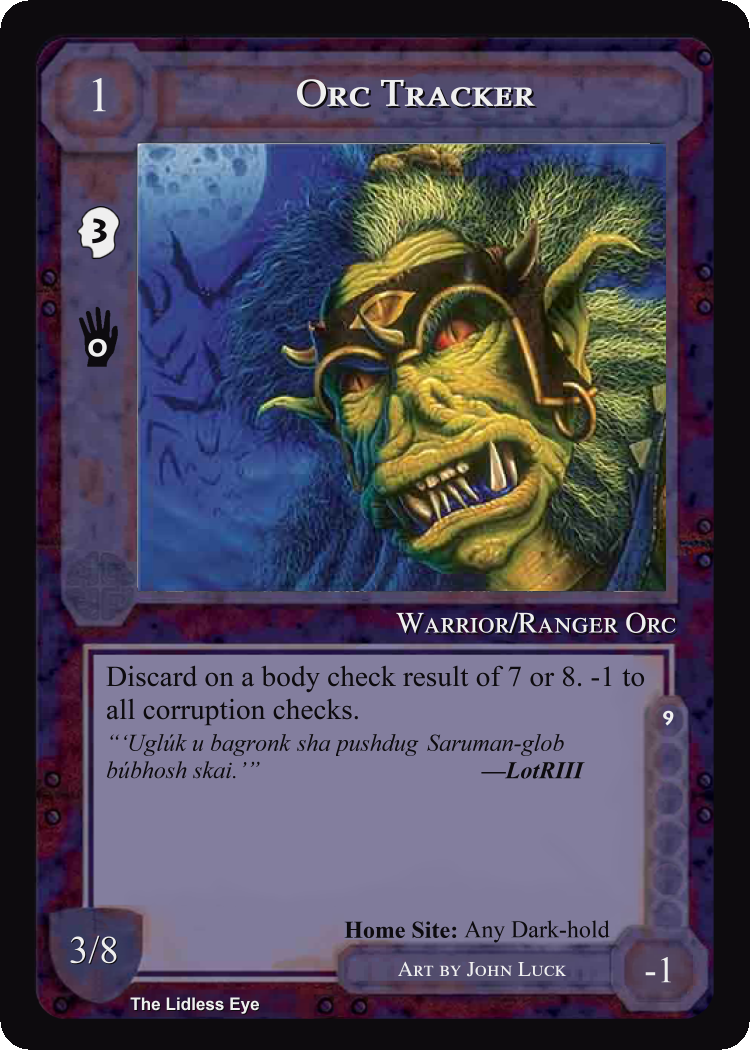 1
Orc Tracker
3
0
Warrior/Ranger Orc
Discard on a body check result of 7 or 8. -1 to
all corruption checks.
“‘Uglúk u bagronk sha pushdug Saruman-glob
búbhosh skai.’” —LotRIII
9
Home Site: Any Dark-hold
3/8
Art by John Luck
-1
The Lidless Eye